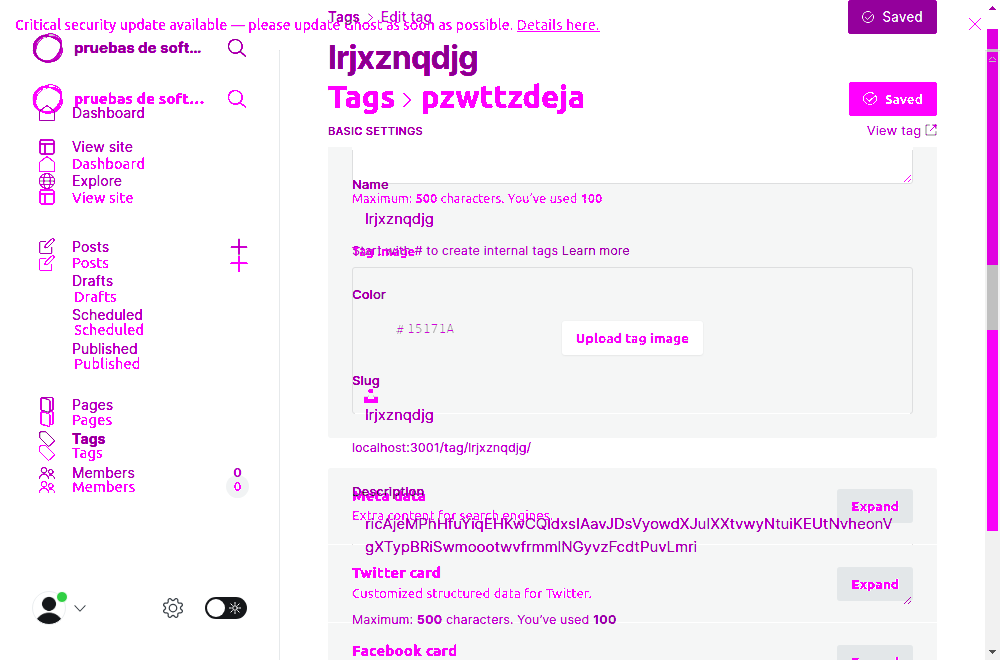 Critical security update available — please update Ghost as soon as possible. Details here.
Tags > Edit tag
Saved
pruebas de soft...
lrjxznqdjg
pruebas de soft...
Tags > pzwttzdeja
Saved
Dashboard
BASIC SETTINGS
View tag
View site
Dashboard
Explore
View site
Name
Maximum: 500 characters. You've used 100
lrjxznqdjg
Posts
Start with # to create internal tags Learn more
Tag image
Posts
Drafts
Drafts
Color
Scheduled
Scheduled
#15171A
Upload tag image
Published
Published
Slug
Pages
lrjxznqdjg
Pages
Tags
localhost:3001/tag/lrjxznqdjg/
Tags
Members 0
Members 0
Description
Meta data
Expand
Extra content for search engines
ricAjeMPhHfuYiqEHKwCQldxsIAavJDsVyowdXJulXXtvwyNtuiKEUtNvheonV
gXTypBRiSwmoootwvfrmmlNGyvzFcdtPuvLmri
Twitter card
Expand
Customized structured data for Twitter.
Maximum: 500 characters. You've used 100
Facebook card